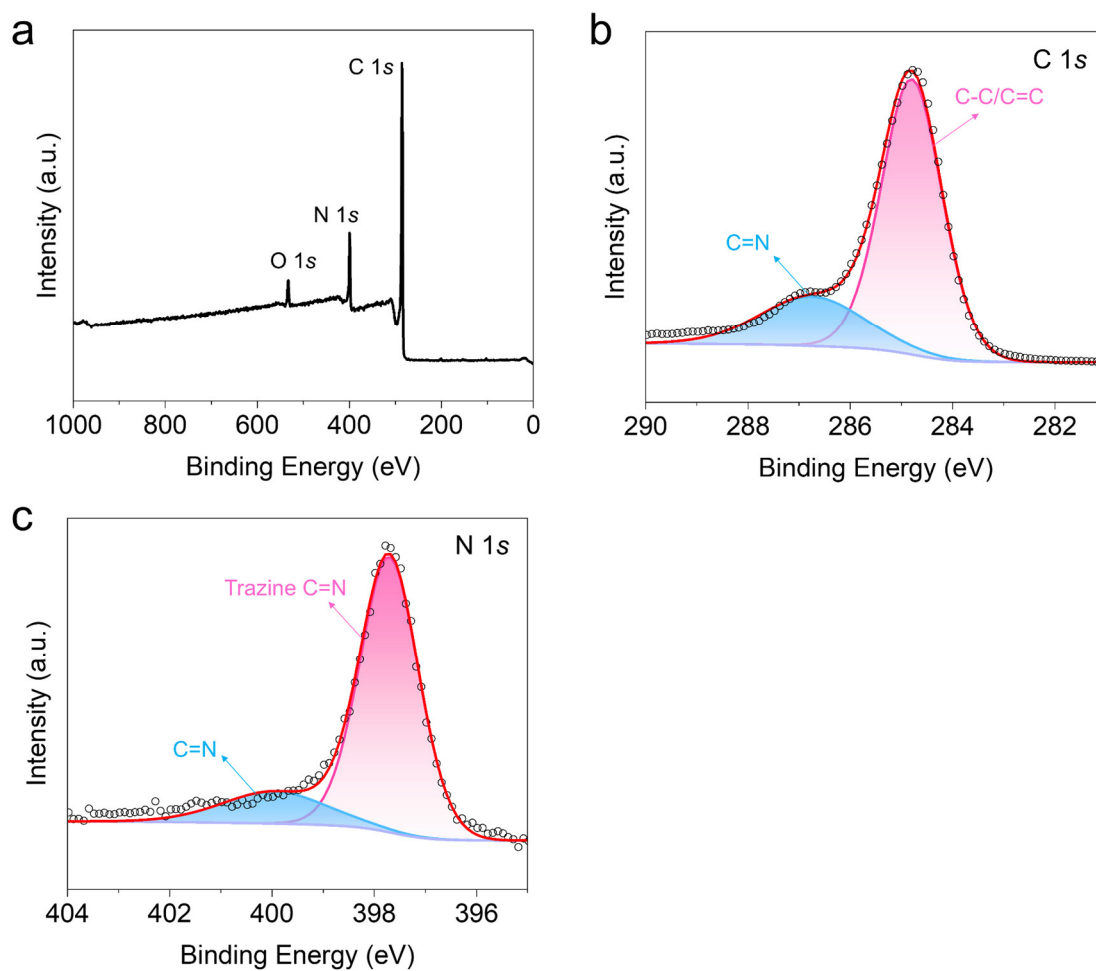 a
C 1s
N 1s
O 1s
Intensity (a.u.)
1000 800 600 400 200 0
Binding Energy (eV)
b
C 1s
C-C/C=C
C=N
Intensity (a.u.)
290 288 286 284 282
Binding Energy (eV)
c
N 1s
Trazine C=N
C=N
Intensity (a.u.)
404 402 400 398 396
Binding Energy (eV)